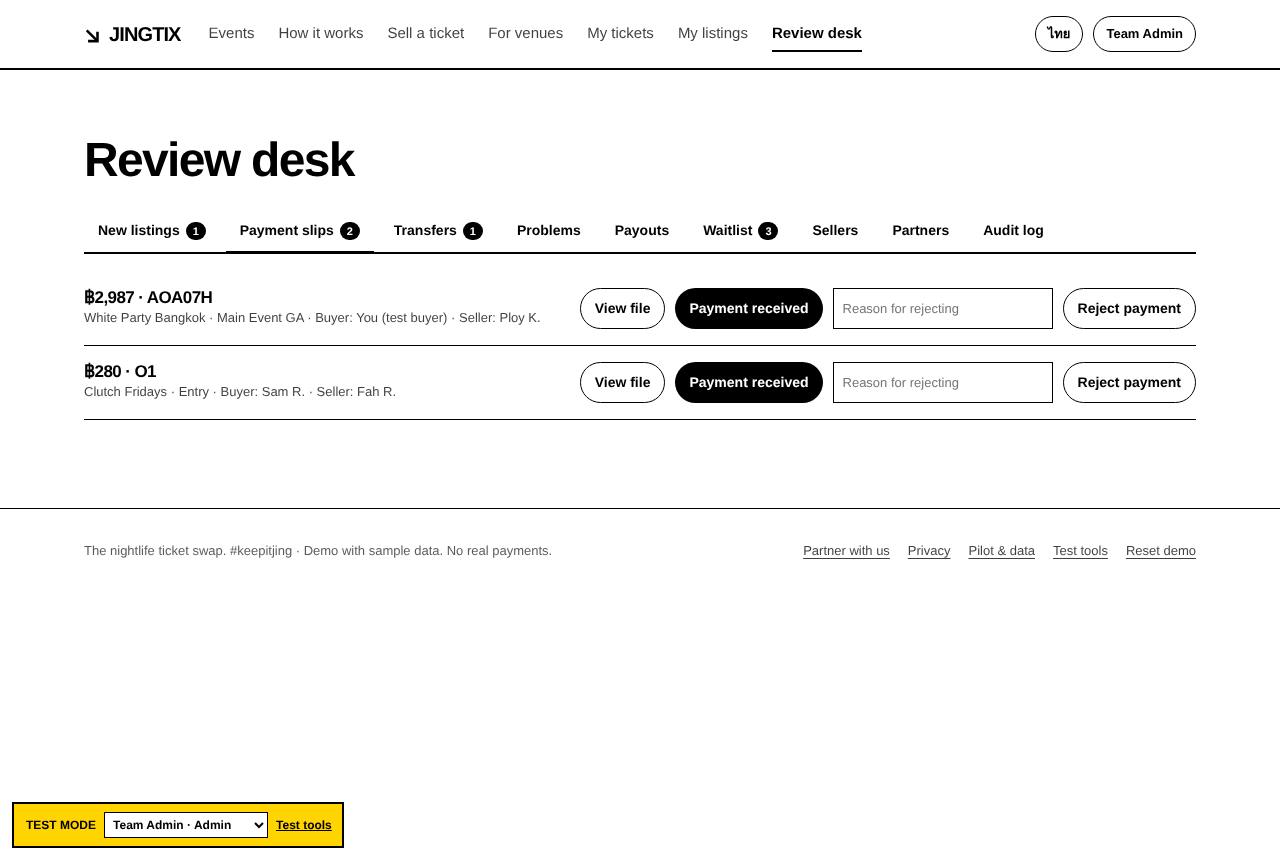 JINGTIX Events How it works Sell a ticket For venues My tickets My listings Review desk ไทย Team Admin
Review desk
New listings 1 Payment slips 2 Transfers 1 Problems Payouts Waitlist 3 Sellers Partners Audit log
฿2,987 · AOA07H
White Party Bangkok · Main Event GA · Buyer: You (test buyer) · Seller: Ploy K.
View file Payment received Reason for rejecting Reject payment
฿280 · O1
Clutch Fridays · Entry · Buyer: Sam R. · Seller: Fah R.
View file Payment received Reason for rejecting Reject payment
The nightlife ticket swap. #keepitjing · Demo with sample data. No real payments. Partner with us Privacy Pilot & data Test tools Reset demo
TEST MODE Team Admin · Admin Test tools